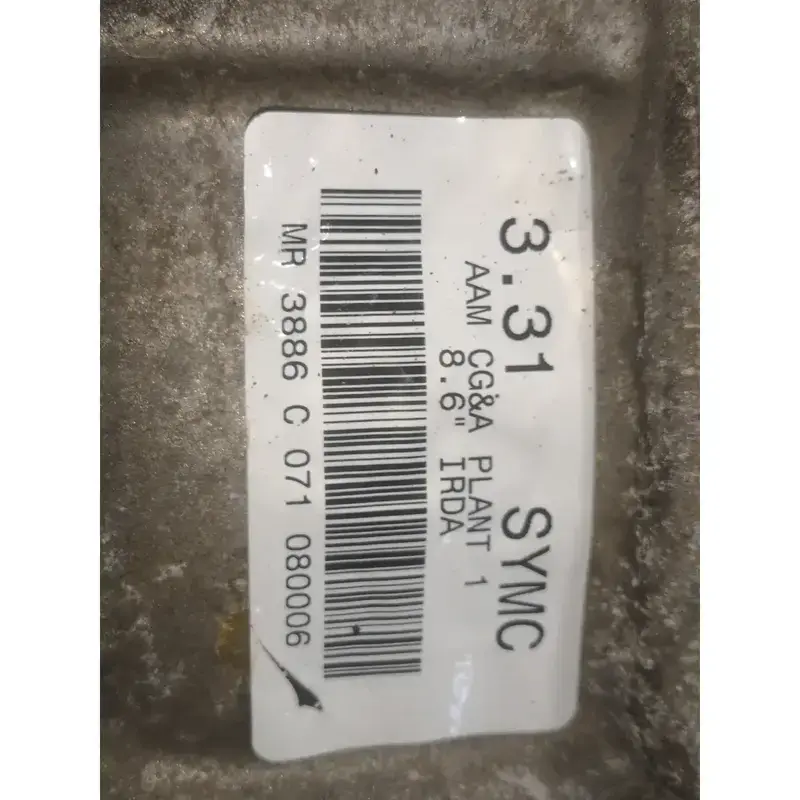 3.31 SYMC
AAM CG&A PLANT 1
8.6" IRDA
MR 3886 C 071 080006